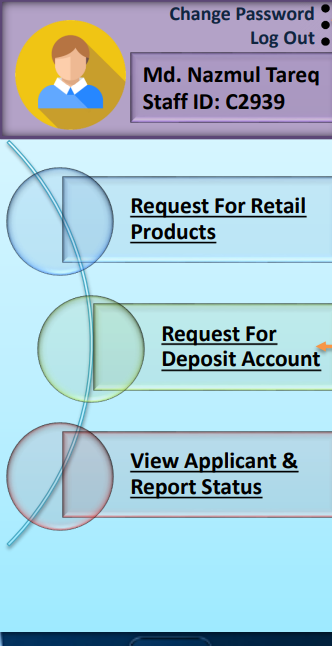 Change Password
Log Out
Md. Nazmul Tareq
Staff ID: C2939
Request For Retail
Products
Request For
Deposit Account
View Applicant &
Report Status